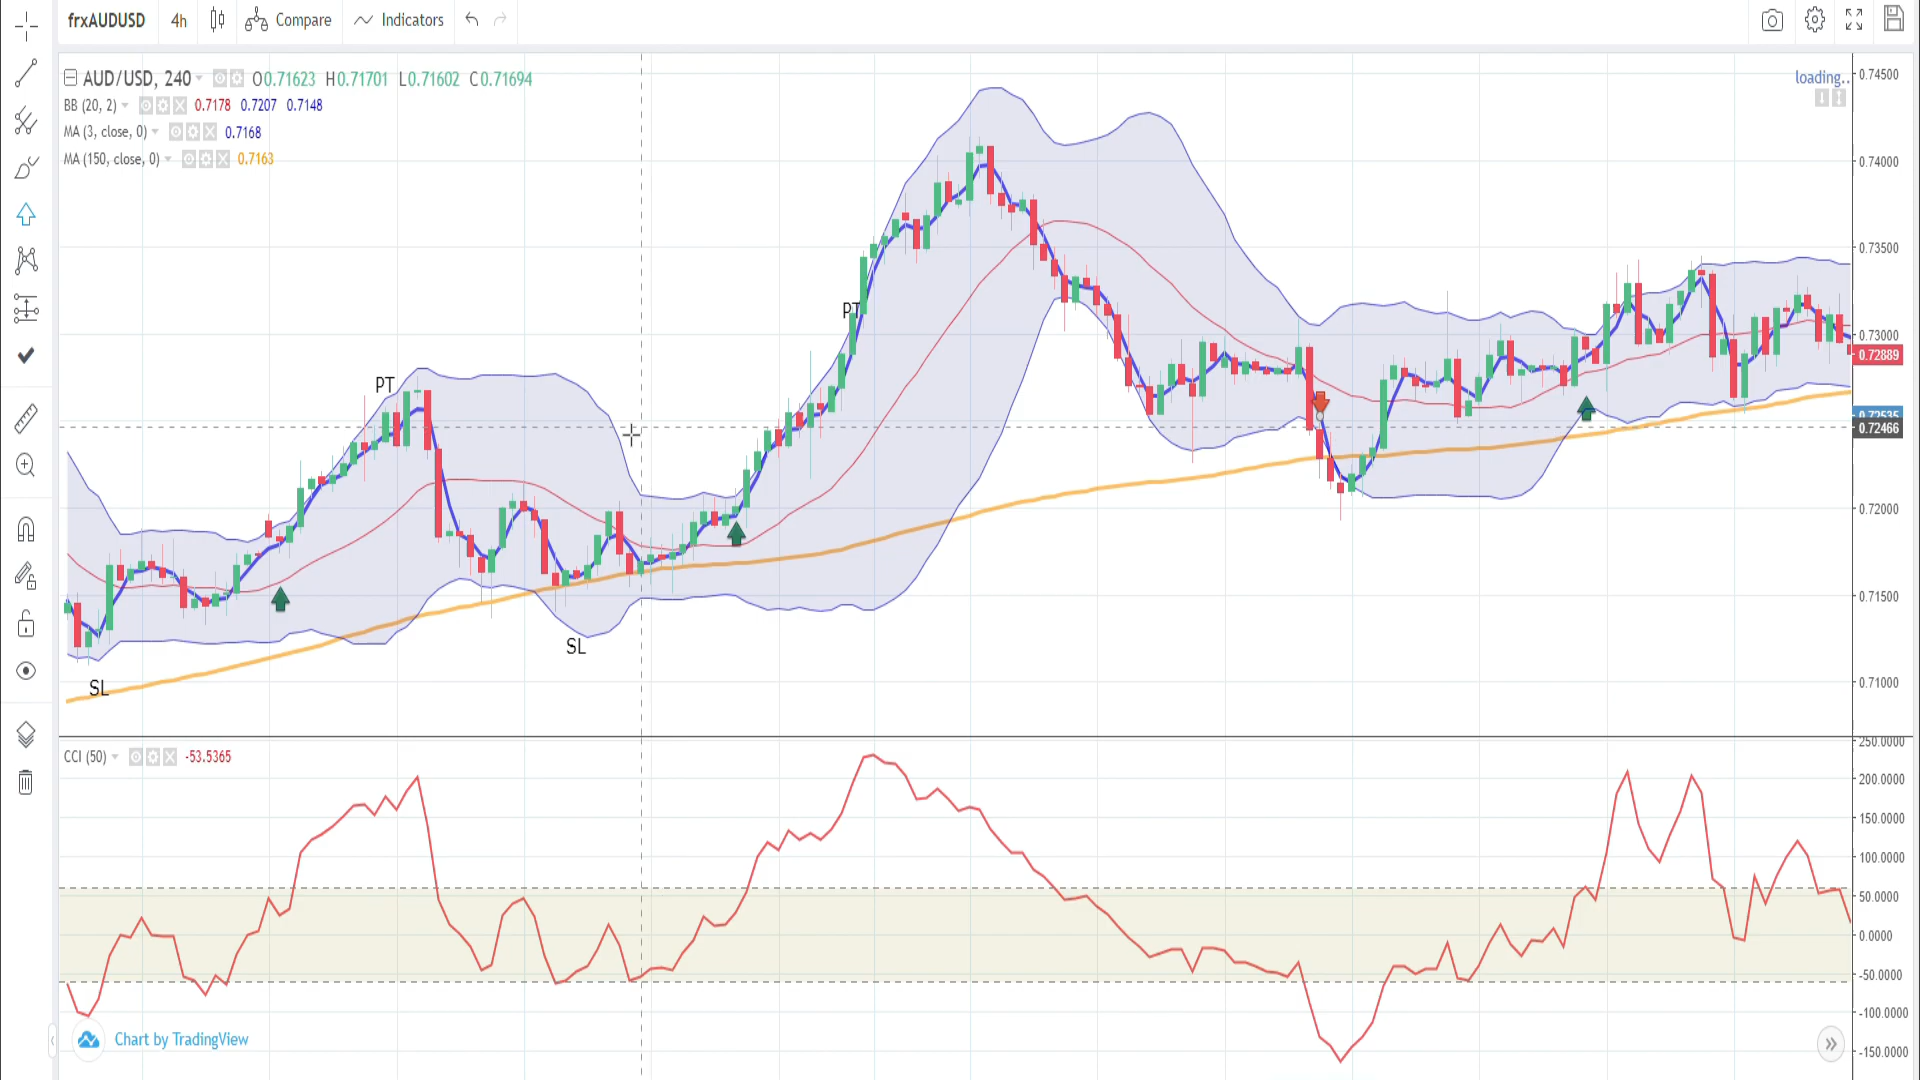 frxAUDUSD 4h Compare Indicators
AUD/USD, 240 O0.71623 H0.71701 L0.71602 C0.71694
loading..
BB (20, 2) 0.7178 0.7207 0.7148
MA (3, close, 0) 0.7168
MA (150, close, 0) 0.7163
0.74500
0.74000
0.73500
0.73000
0.72889
0.72535
0.72466
0.72000
0.71500
0.71000
PT
PT
SL
SL
CCI (50) -53.5365
250.0000
200.0000
150.0000
100.0000
50.0000
0.0000
-50.0000
-100.0000
-150.0000
Chart by TradingView